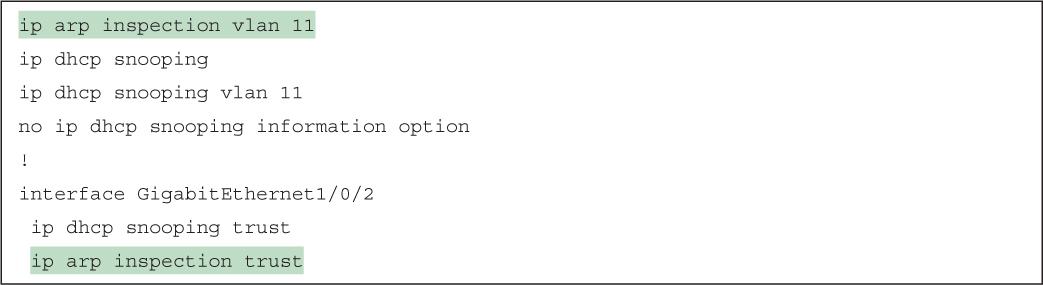 ip arp inspection vlan 11
ip dhcp snooping
ip dhcp snooping vlan 11
no ip dhcp snooping information option
!
interface GigabitEthernet1/0/2
ip dhcp snooping trust
ip arp inspection trust